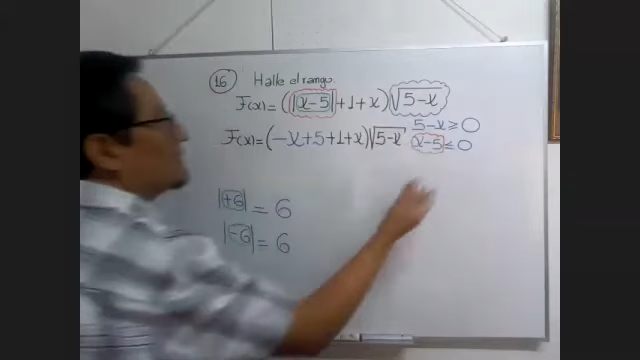 16 Halle el rango.
F(x) = (|x-5|+1+x)√5-x
F(x) = (-x+5+1+x)√5-x
5-x ≥ 0
x-5 ≤ 0
|+6| = 6
|-6| = 6